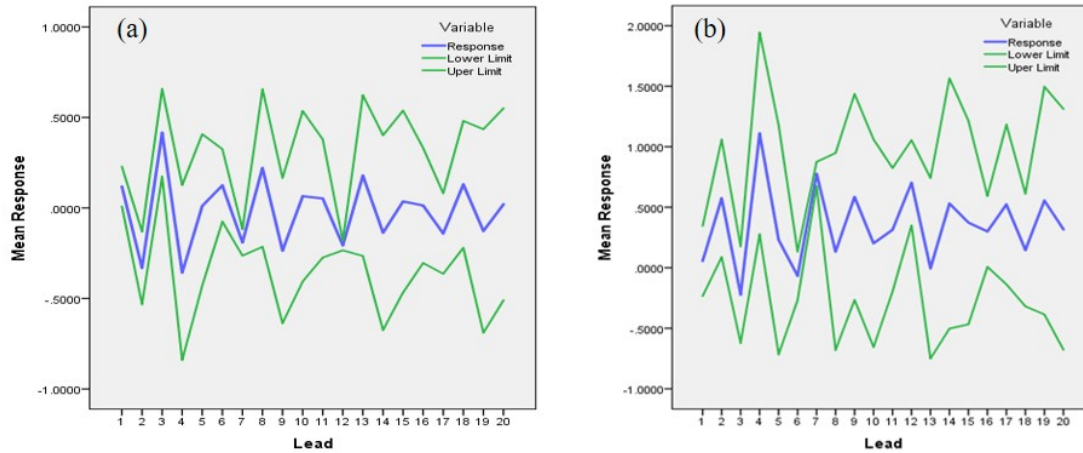 (a)
Variable
Response
Lower Limit
Uper Limit
1.0000
.5000
.0000
-.5000
-1.0000
Mean Response
1 2 3 4 5 6 7 8 9 10 11 12 13 14 15 16 17 18 19 20
Lead
(b)
Variable
Response
Lower Limit
Uper Limit
2.0000
1.5000
1.0000
.5000
.0000
-.5000
-1.0000
Mean Response
1 2 3 4 5 6 7 8 9 10 11 12 13 14 15 16 17 18 19 20
Lead